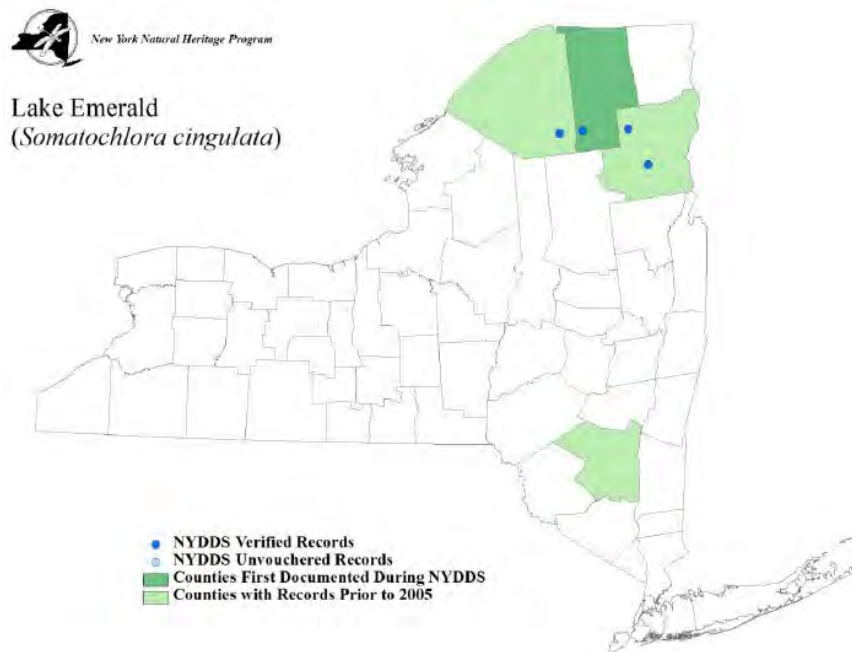 New York Natural Heritage Program
Lake Emerald
(Somatochlora cingulata)
NYDDS Verified Records
NYDDS Unvouchered Records
Counties First Documented During NYDDS
Counties with Records Prior to 2005